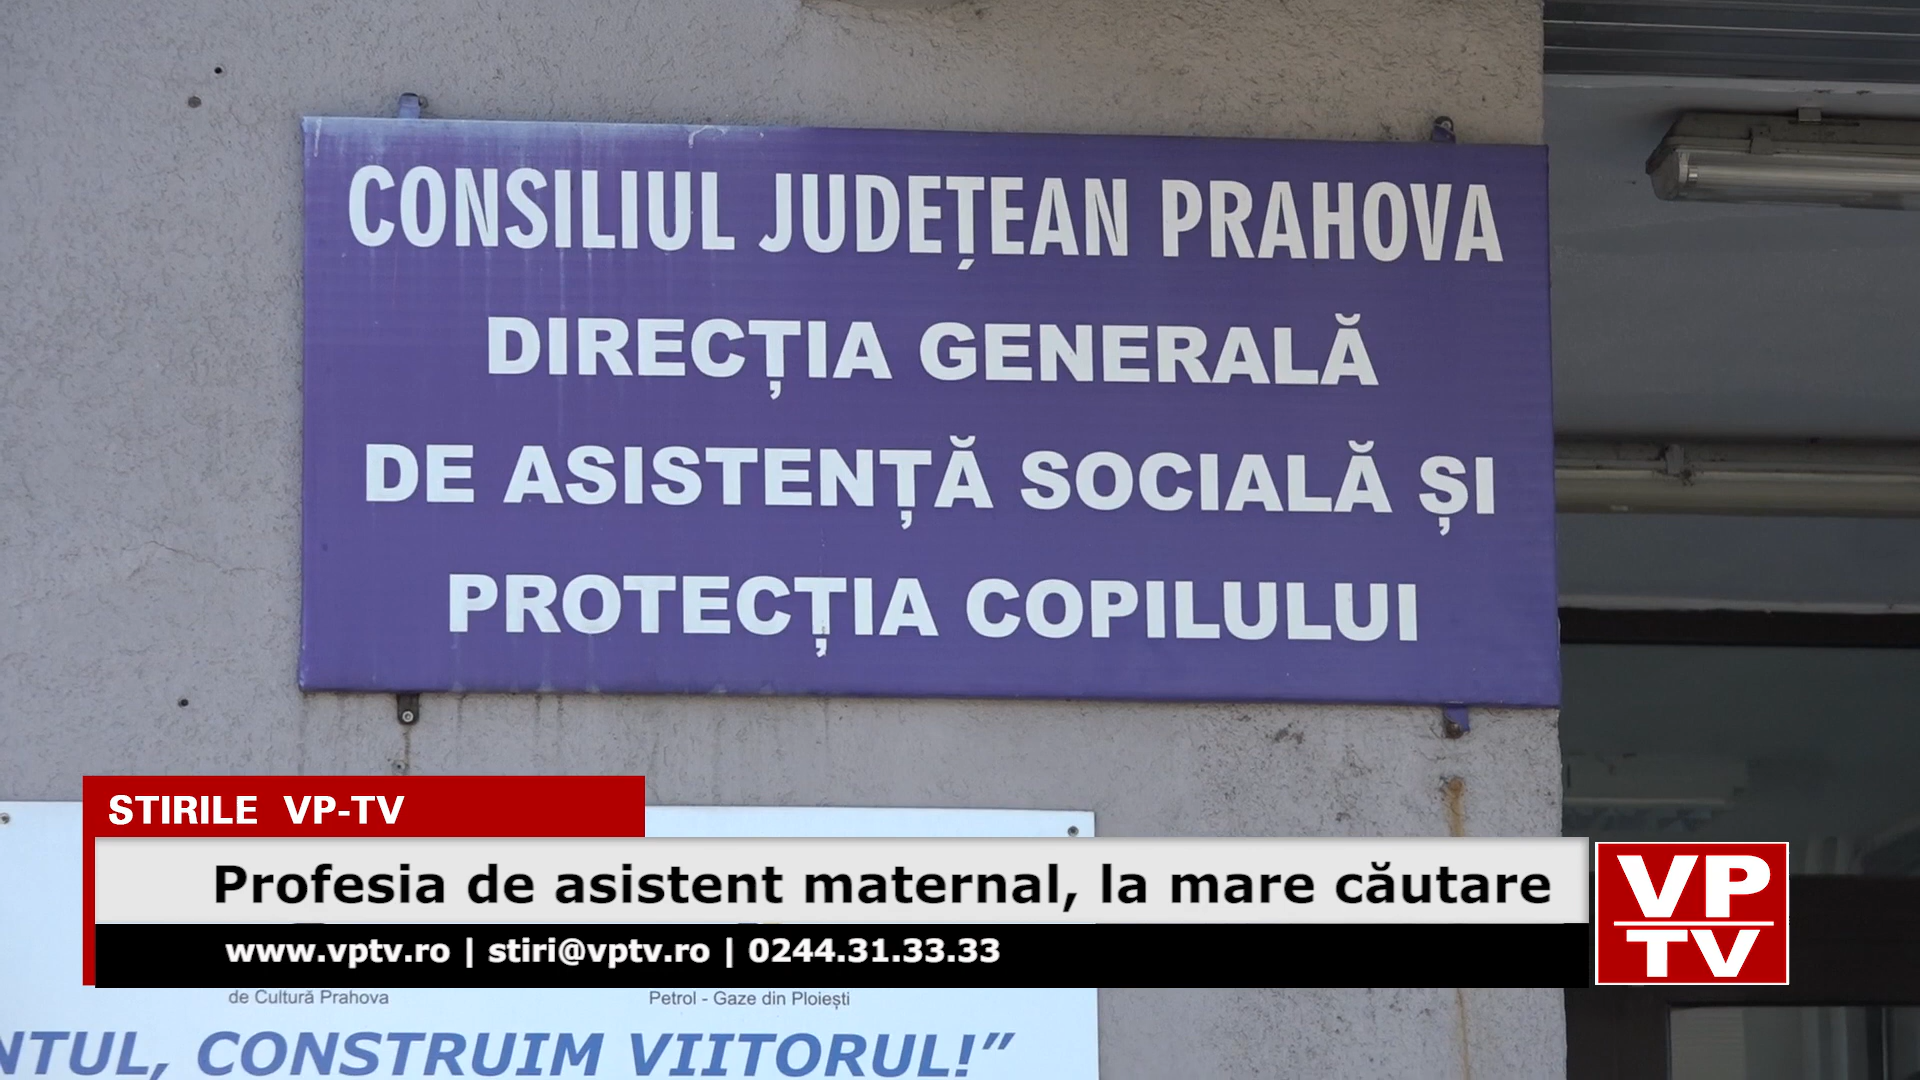 CONSILIUL JUDEȚEAN PRAHOVA
DIRECȚIA GENERALĂ
DE ASISTENȚĂ SOCIALĂ ȘI
PROTECȚIA COPILULUI
STIRILE VP-TV
Profesia de asistent maternal, la mare căutare
VP
TV
www.vptv.ro | stiri@vptv.ro | 0244.31.33.33
de Cultură Prahova
Petrol - Gaze din Ploiești
CONSTRUIM VIITORUL!”